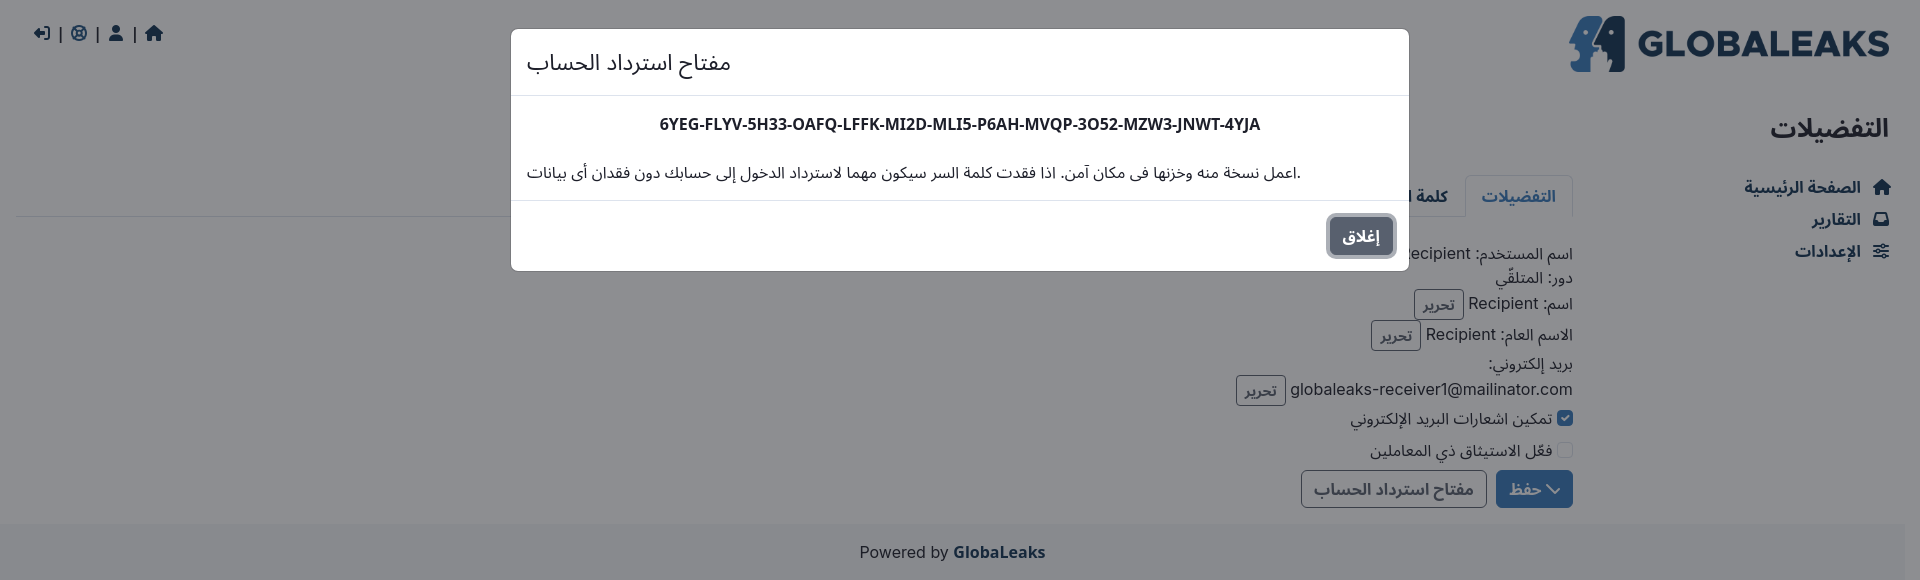 GLOBALEAKS
| | |
مفتاح استرداد الحساب
6YEG-FLYV-5H33-OAFQ-LFFK-MI2D-MLI5-P6AH-MVQP-3O52-MZW3-JNWT-4YJA
اعمل نسخة منه وخزنها فى مكان آمن. اذا فقدت كلمة السر سيكون مهما لاسترداد الدخول إلى حسابك دون فقدان أى بيانات.
إغلاق
التفضيلات
الصفحة الرئيسية
التقارير
الإعدادات
التفضيلات
كلمة
اسم المستخدم:
دور: المتلقّي
اسم: Recipient تحرير
الاسم العام: Recipient تحرير
بريد إلكتروني:
globaleaks-receiver1@mailinator.com تحرير
تمكين اشعارات البريد الإلكتروني
فعّل الاستيثاق ذي المعاملين
حفظ
مفتاح استرداد الحساب
Powered by GlobaLeaks